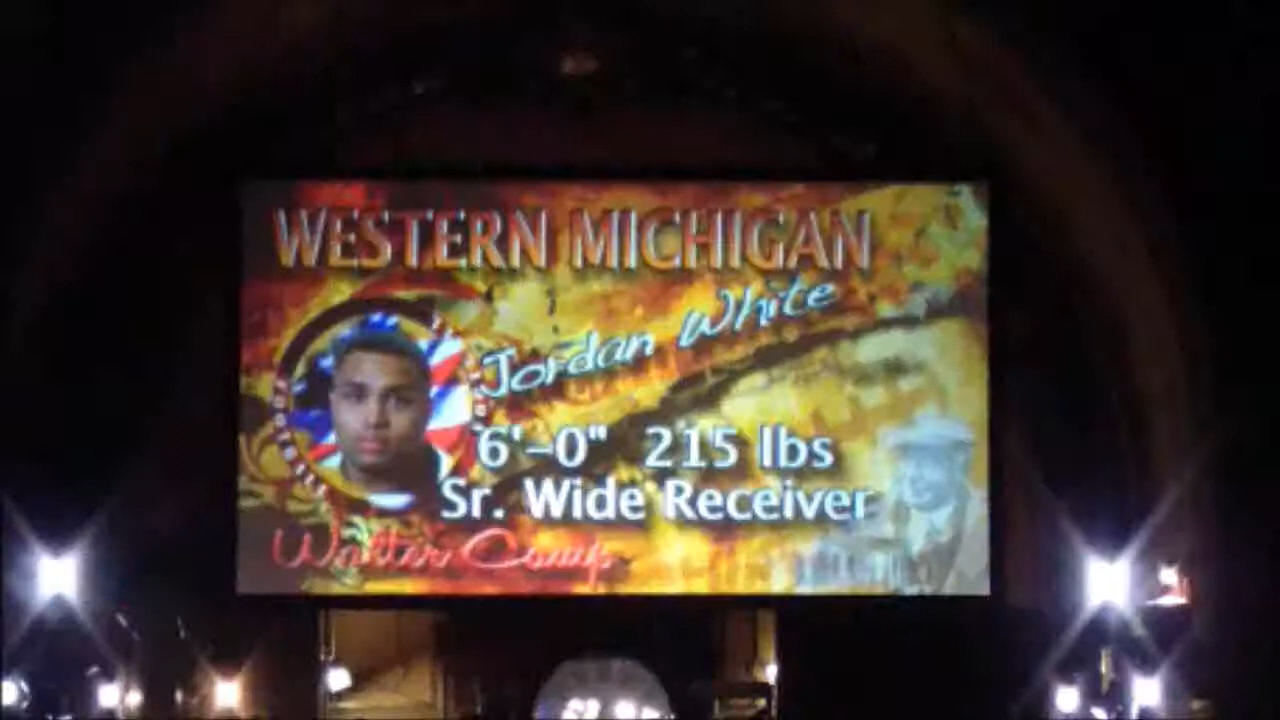 WESTERN MICHIGAN
Jordan White
6'-0" 215 lbs
Sr. Wide Receiver
Walter Camp